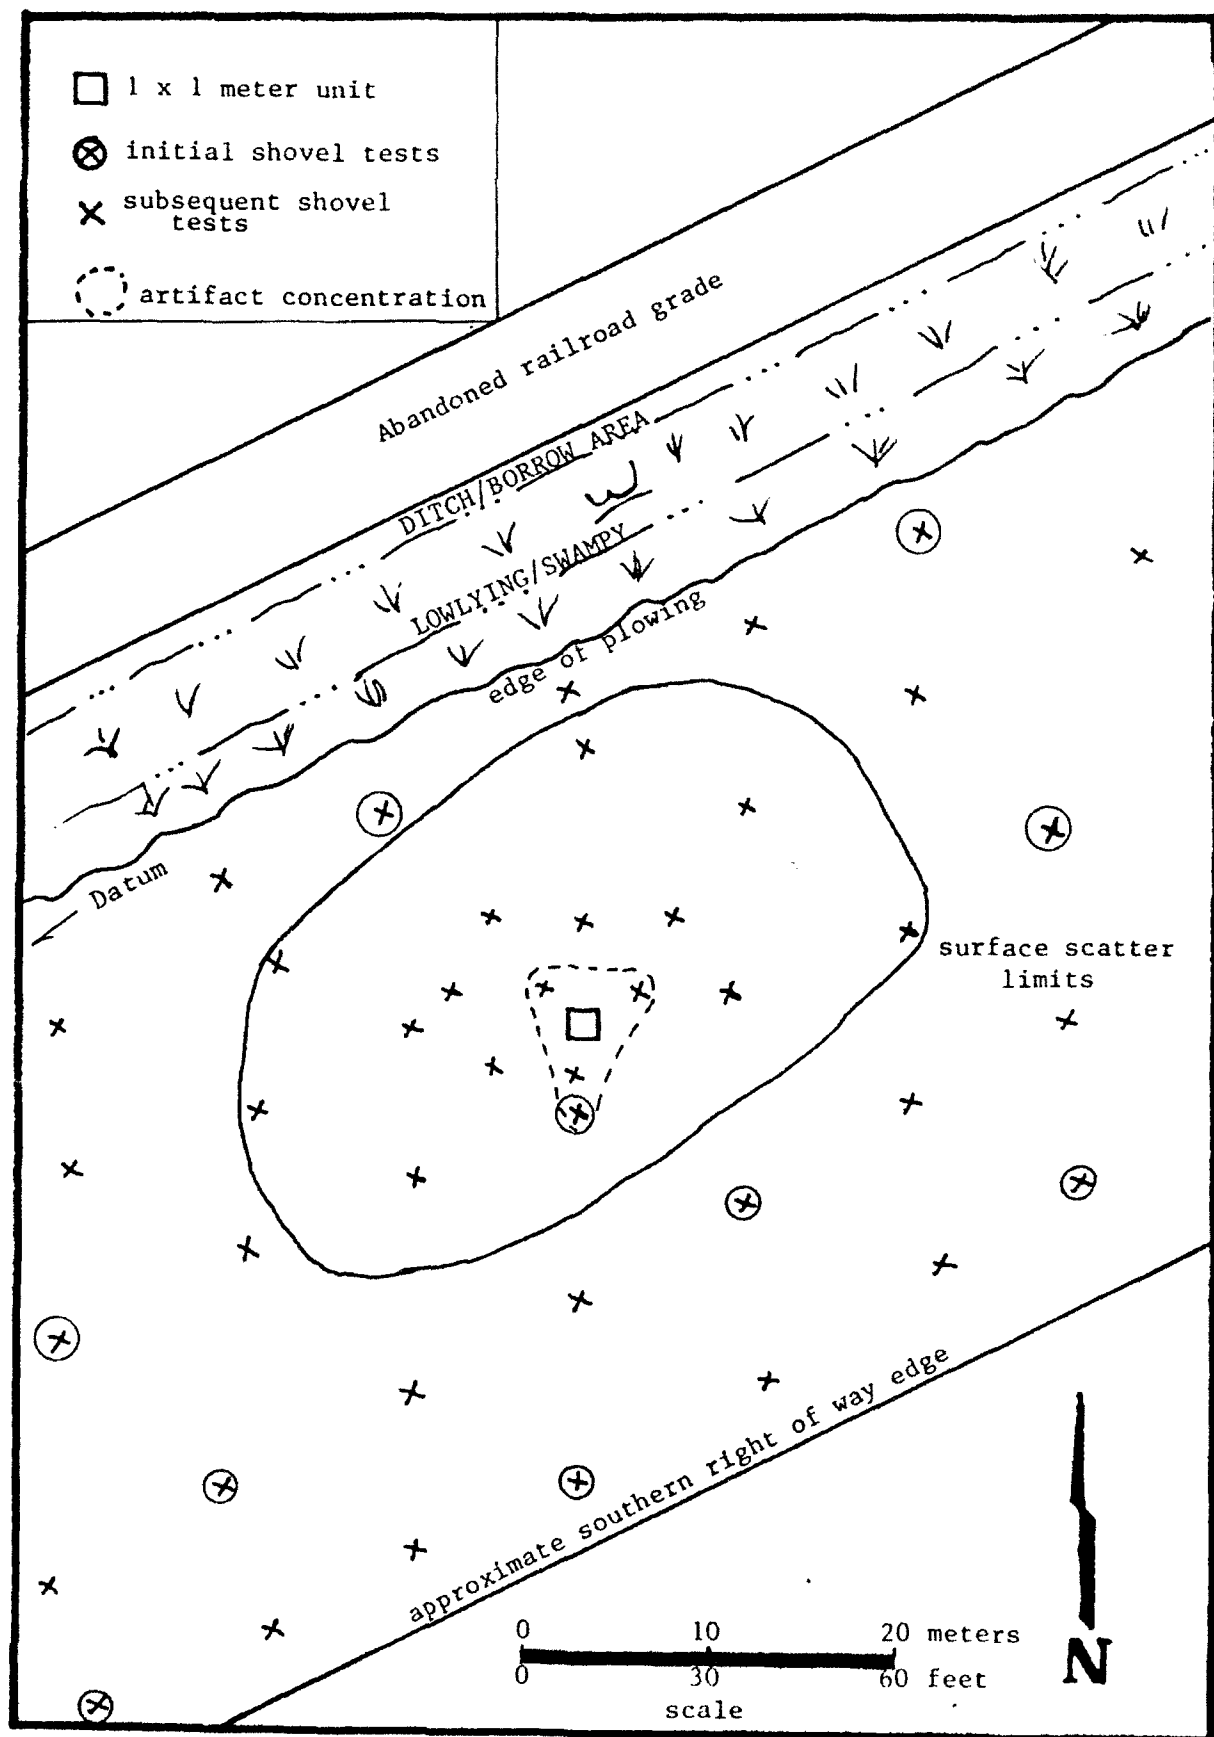 1 x 1 meter unit
initial shovel tests
subsequent shovel
tests
artifact concentration
Abandoned railroad grade
DITCH/BORROW AREA
LOWLYING/SWAMPY
edge of plowing
Datum
surface scatter
limits
approximate southern right of way edge
0 10 20 meters
0 30 60 feet
scale
N